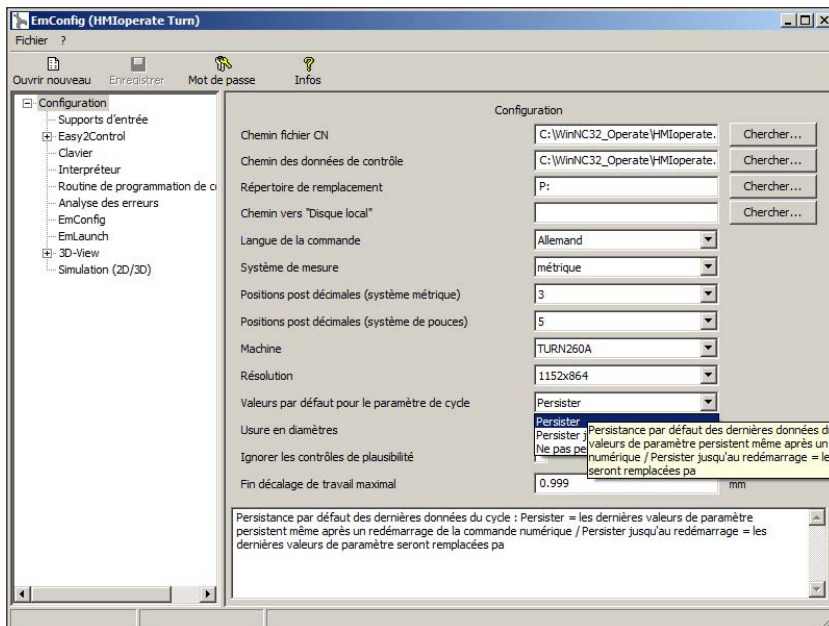 EmConfig (HMIoperate Turn)
Fichier ?
Ouvrir nouveau Enregistrer Mot de passe Infos
Configuration
Supports d'entrée
Easy2Control
Clavier
Interpréteur
Routine de programmation de c
Analyse des erreurs
EmConfig
EmLaunch
3D-View
Simulation (2D/3D)
Configuration
Chemin fichier CN C:\WinNC32_Operate\HMIoperate. Chercher...
Chemin des données de contrôle C:\WinNC32_Operate\HMIoperate. Chercher...
Répertoire de remplacement P: Chercher...
Chemin vers "Disque local" Chercher...
Langue de la commande Allemand
Système de mesure métrique
Positions post décimales (système métrique) 3
Positions post décimales (système de pouces) 5
Machine TURN260A
Résolution 1152x864
Valeurs par défaut pour le paramètre de cycle Persister
Persister
Persister j
Ne pas pe
Persistance par défaut des dernières données d
valeurs de paramètre persistent même après un
numérique / Persister jusqu'au redémarrage = le
seront remplacées pa
Usure en diamètres
Ignorer les contrôles de plausibilité
Fin décalage de travail maximal 0.999 mm
Persistance par défaut des dernières données du cycle : Persister = les dernières valeurs de paramètre
persistent même après un redémarrage de la commande numérique / Persister jusqu'au redémarrage = les
dernières valeurs de paramètre seront remplacées pa